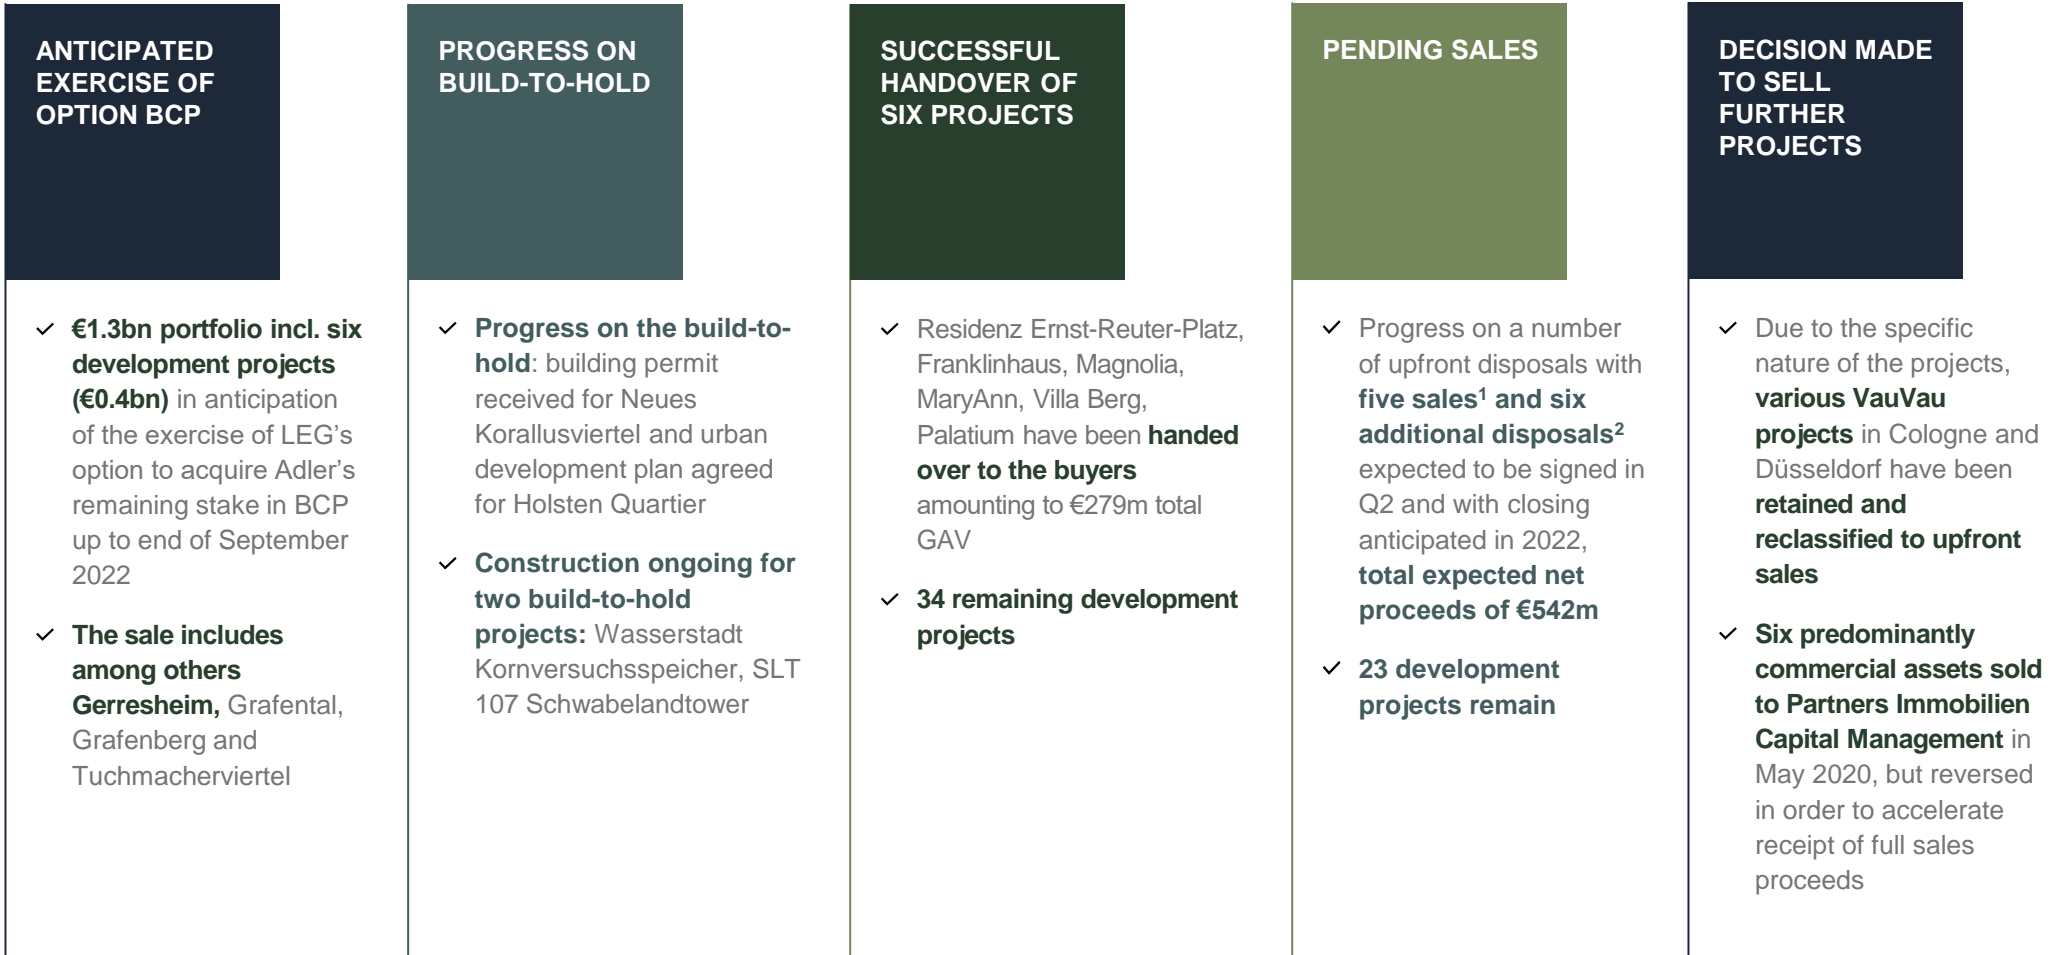 ANTICIPATED
EXERCISE OF
OPTION BCP
€1.3bn portfolio incl. six
development projects
(€0.4bn) in anticipation
of the exercise of LEG’s
option to acquire Adler’s
remaining stake in BCP
up to end of September
2022
The sale includes
among others
Gerresheim, Grafental,
Grafenberg and
Tuchmacherviertel
PROGRESS ON
BUILD-TO-HOLD
Progress on the build-to-
hold: building permit
received for Neues
Korallusviertel and urban
development plan agreed
for Holsten Quartier
Construction ongoing for
two build-to-hold
projects: Wasserstadt
Kornversuchsspeicher, SLT
107 Schwabelandtower
SUCCESSFUL
HANDOVER OF
SIX PROJECTS
Residenz Ernst-Reuter-Platz,
Franklinhaus, Magnolia,
MaryAnn, Villa Berg,
Palatium have been handed
over to the buyers
amounting to €279m total
GAV
34 remaining development
projects
PENDING SALES
Progress on a number
of upfront disposals with
five sales¹ and six
additional disposals²
expected to be signed in
Q2 and with closing
anticipated in 2022,
total expected net
proceeds of €542m
23 development
projects remain
DECISION MADE
TO SELL
FURTHER
PROJECTS
Due to the specific
nature of the projects,
various VauVau
projects in Cologne and
Düsseldorf have been
retained and
reclassified to upfront
sales
Six predominantly
commercial assets sold
to Partners Immobilien
Capital Management in
May 2020, but reversed
in order to accelerate
receipt of full sales
proceeds